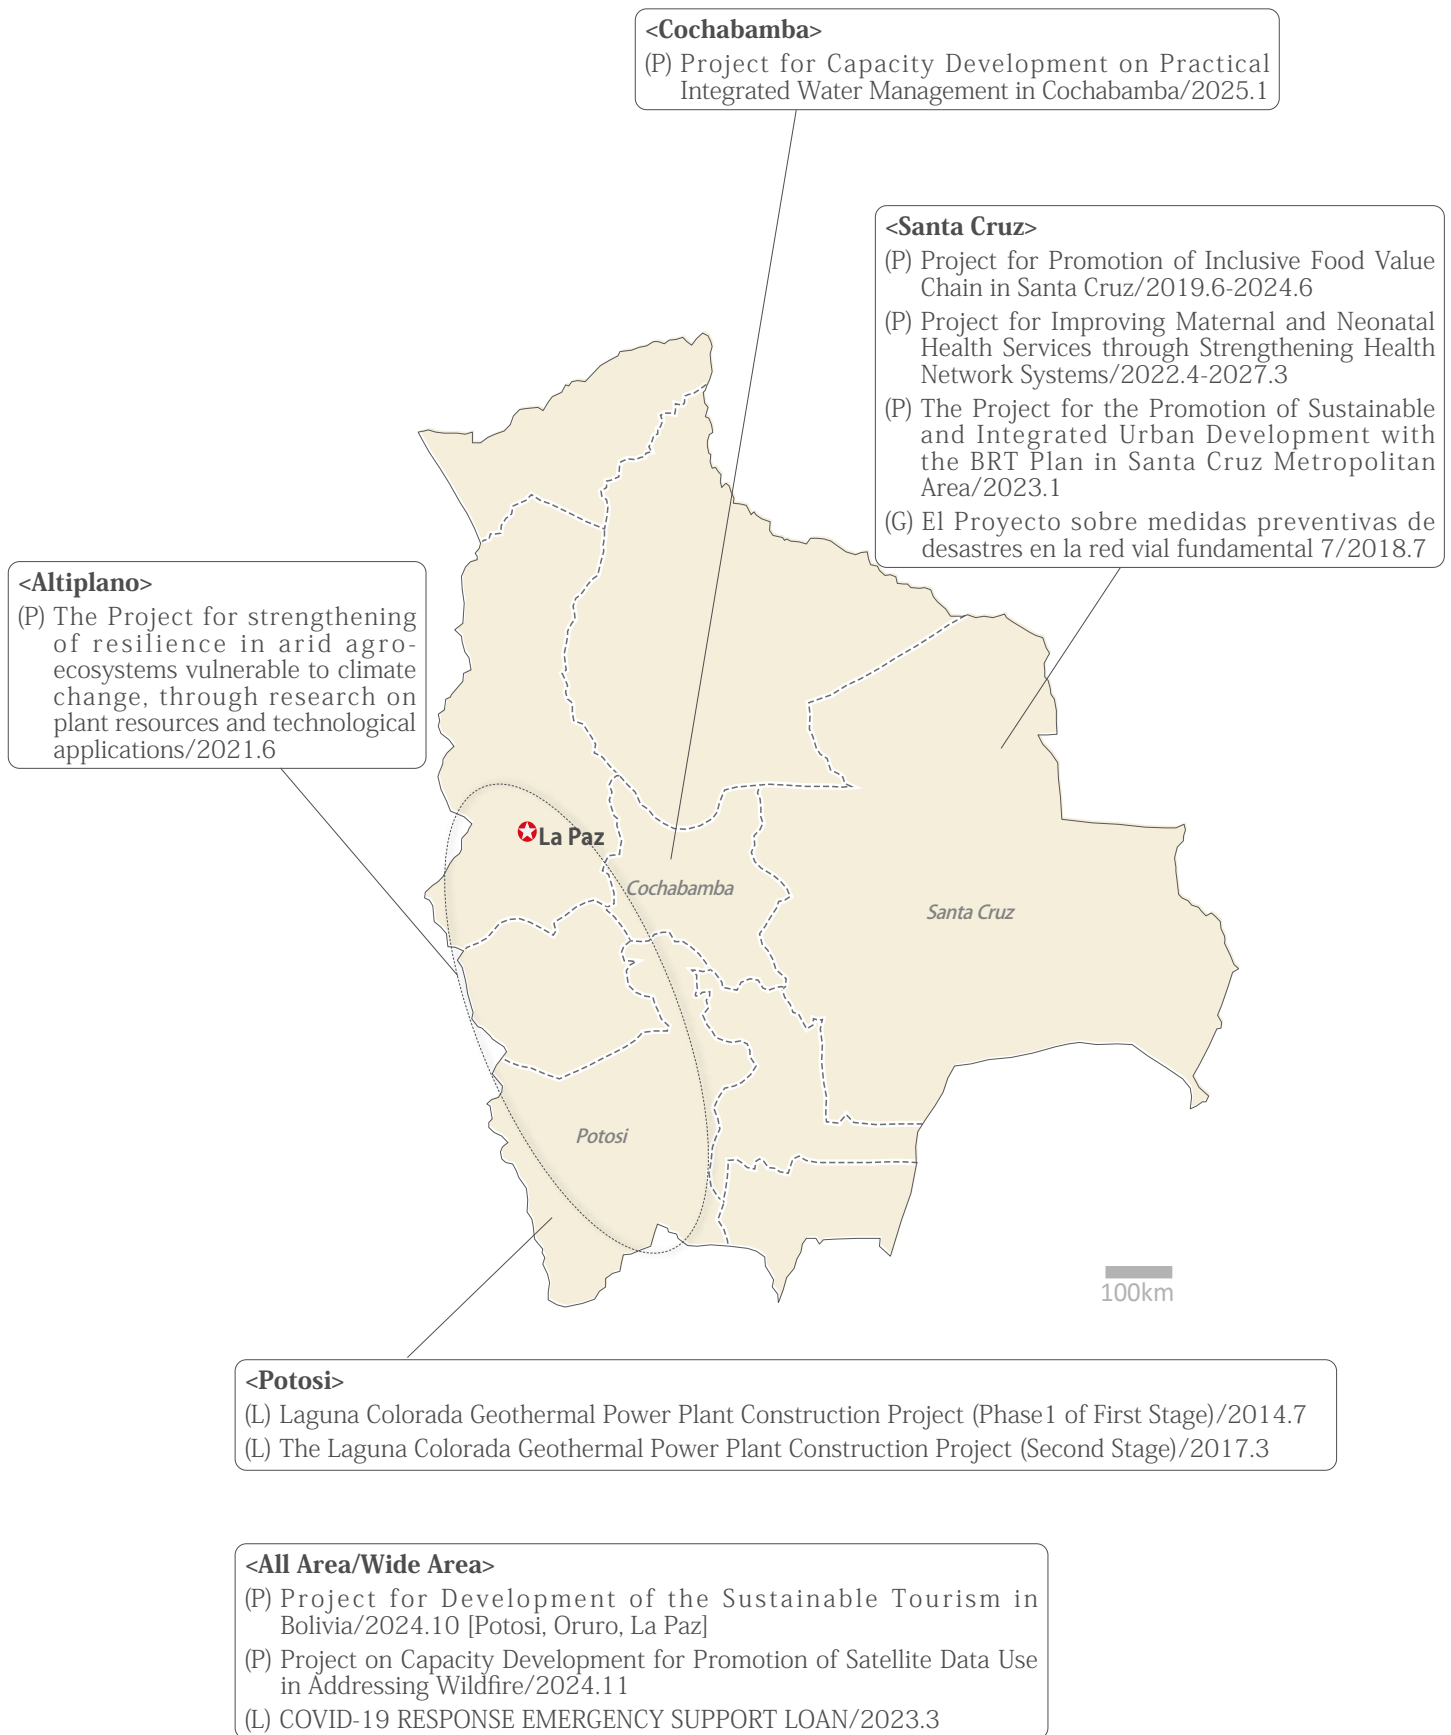 <Cochabamba>
(P) Project for Capacity Development on Practical
Integrated Water Management in Cochabamba/2025.1
<Santa Cruz>
(P) Project for Promotion of Inclusive Food Value
Chain in Santa Cruz/2019.6-2024.6
(P) Project for Improving Maternal and Neonatal
Health Services through Strengthening Health
Network Systems/2022.4-2027.3
(P) The Project for the Promotion of Sustainable
and Integrated Urban Development with
the BRT Plan in Santa Cruz Metropolitan
Area/2023.1
(G) El Proyecto sobre medidas preventivas de
desastres en la red vial fundamental 7/2018.7
<Altiplano>
(P) The Project for strengthening
of resilience in arid agro-
ecosystems vulnerable to climate
change, through research on
plant resources and technological
applications/2021.6
La Paz
Cochabamba
Santa Cruz
Potosi
100km
<Potosi>
(L) Laguna Colorada Geothermal Power Plant Construction Project (Phase1 of First Stage)/2014.7
(L) The Laguna Colorada Geothermal Power Plant Construction Project (Second Stage)/2017.3
<All Area/Wide Area>
(P) Project for Development of the Sustainable Tourism in
Bolivia/2024.10 [Potosi, Oruro, La Paz]
(P) Project on Capacity Development for Promotion of Satellite Data Use
in Addressing Wildfire/2024.11
(L) COVID-19 RESPONSE EMERGENCY SUPPORT LOAN/2023.3